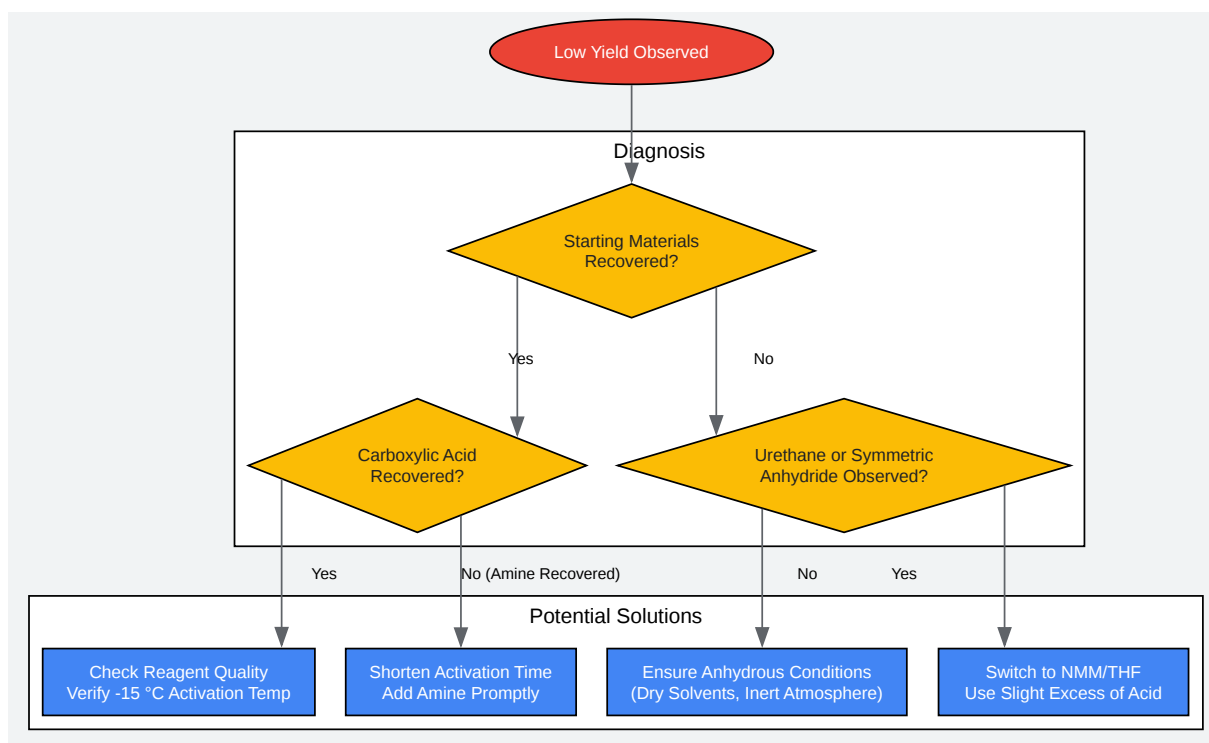 Low Yield Observed
Diagnosis
Starting Materials
Recovered?
Yes
No
Carboxylic Acid
Recovered?
Urethane or Symmetric
Anhydride Observed?
Yes
No (Amine Recovered)
No
Yes
Potential Solutions
Check Reagent Quality
Verify -15 °C Activation Temp
Shorten Activation Time
Add Amine Promptly
Ensure Anhydrous Conditions
(Dry Solvents, Inert Atmosphere)
Switch to NMM/THF
Use Slight Excess of Acid